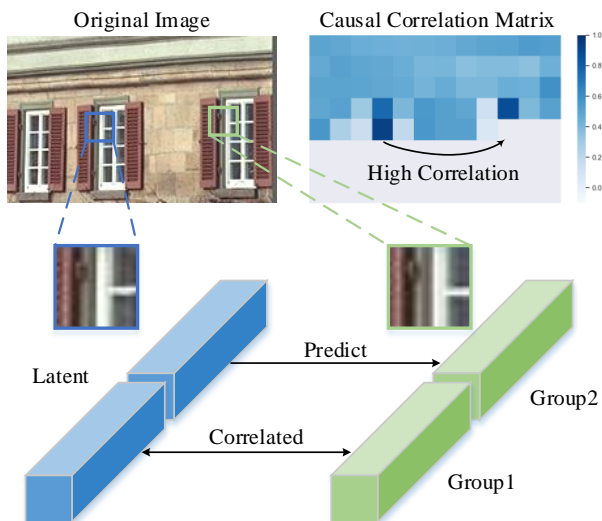 Original Image
Causal Correlation Matrix
1.0
0.8
0.6
0.4
0.2
0.0
High Correlation
Predict
Latent
Group2
Correlated
Group1